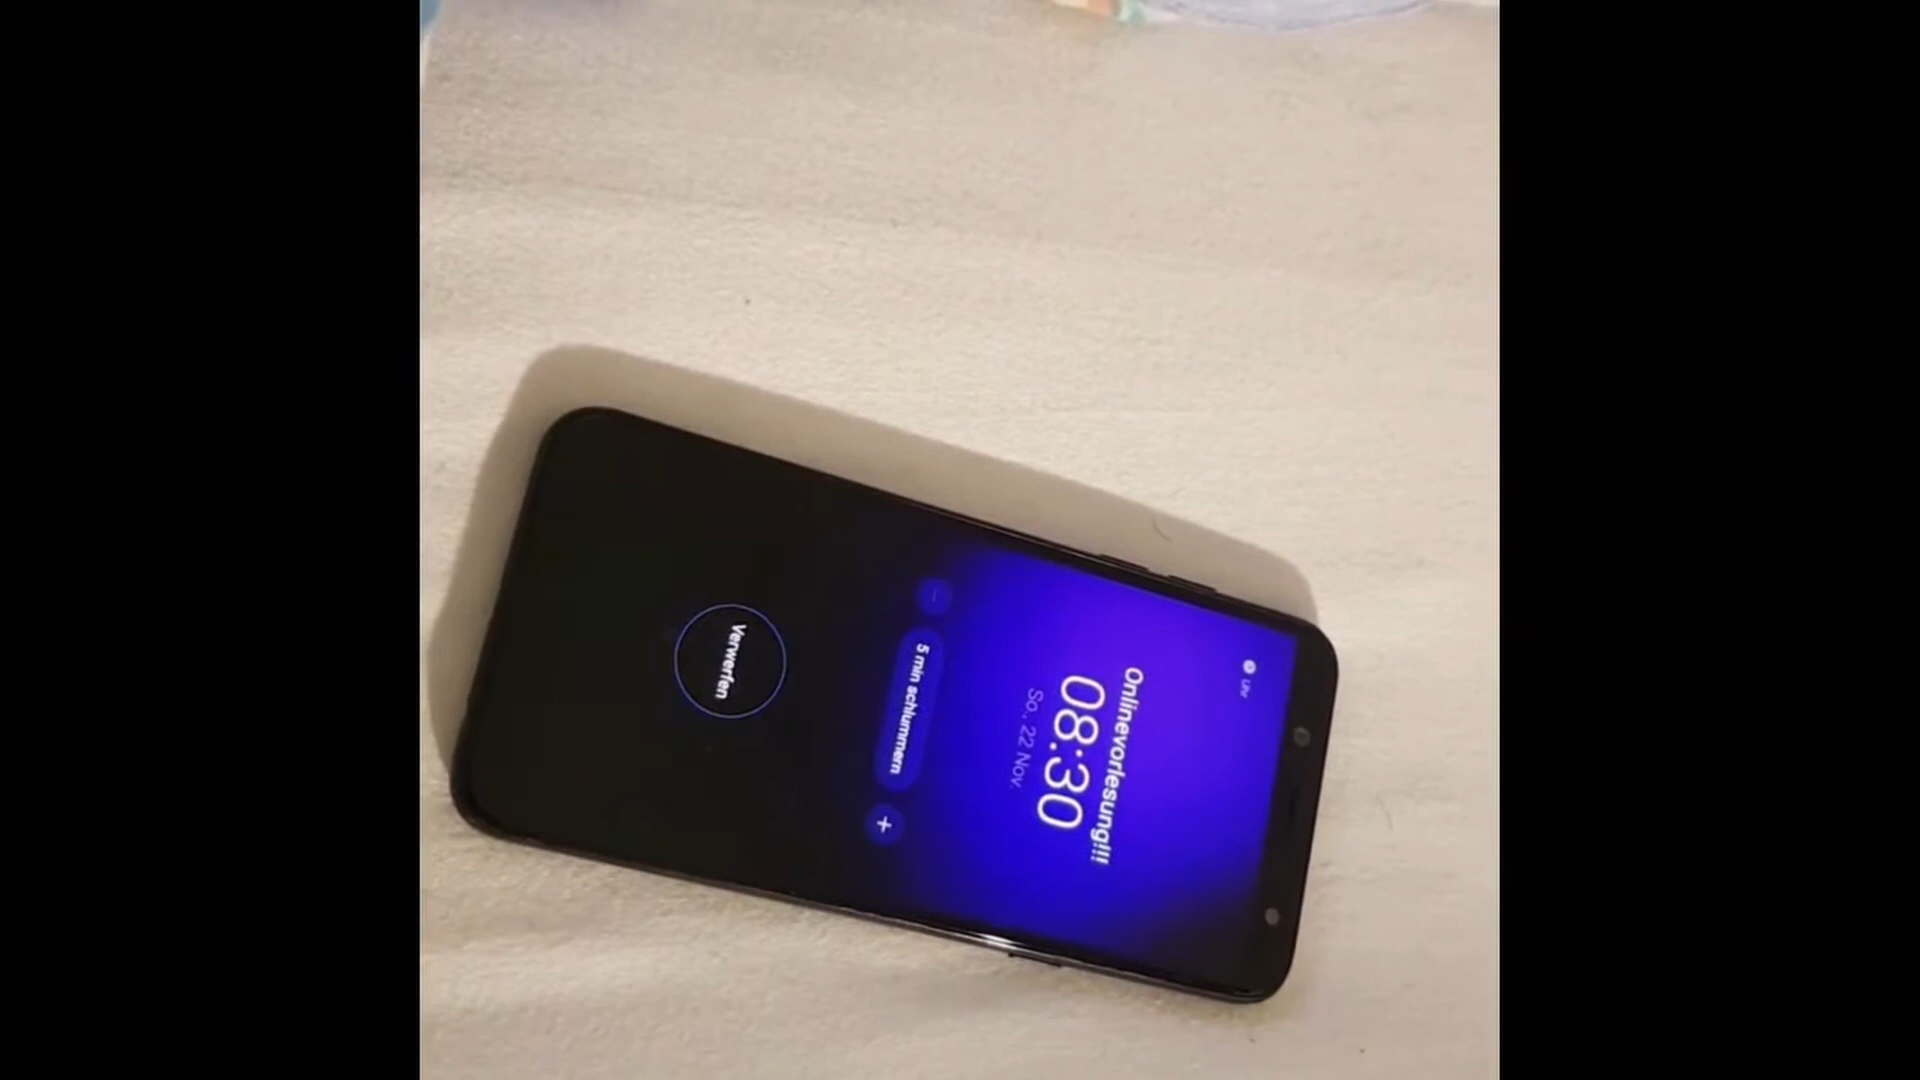 Uhr
Onlinevorlesung!!!
08:30
So., 22 Nov.
−
5 min schlummern
+
Verwerfen